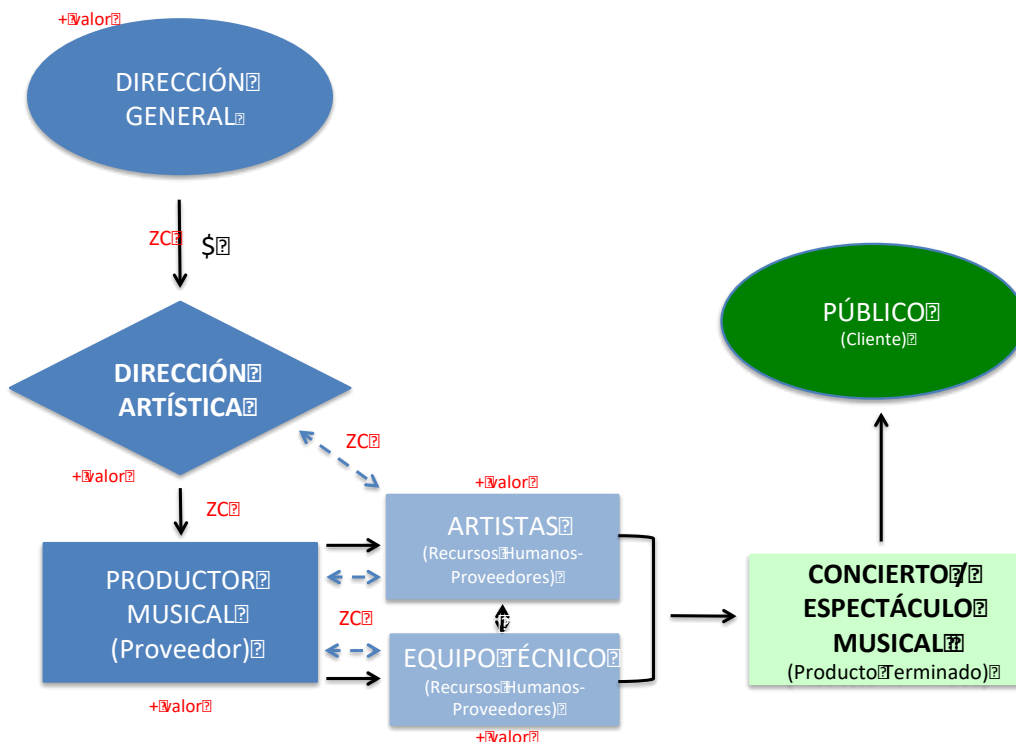 + valor
DIRECCIÓN
GENERAL
ZC
$
DIRECCIÓN
ARTÍSTICA
+ valor
ZC
ZC
PRODUCTOR
MUSICAL
(Proveedor)
+ valor
ZC
+ valor
ARTISTAS
(Recursos Humanos-
Proveedores)
EQUIPO TÉCNICO
(Recursos Humanos-
Proveedores)
+ valor
PÚBLICO
(Cliente)
CONCIERTO /
ESPECTÁCULO
MUSICAL
(Producto Terminado)